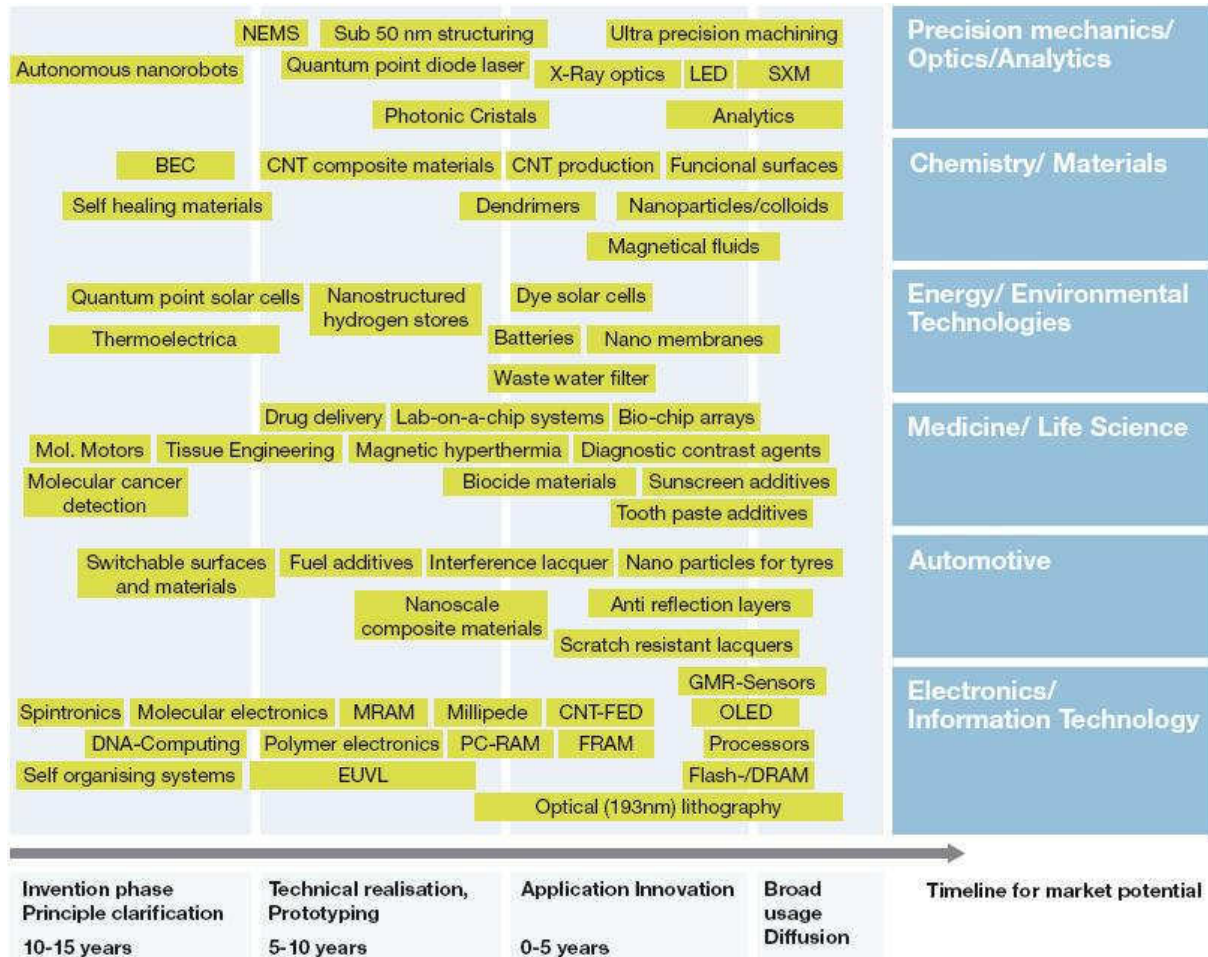 NEMS
Sub 50 nm structuring
Ultra precision machining
Autonomous nanorobots
Quantum point diode laser
X-Ray optics
LED
SXM
Photonic Cristals
Analytics
Precision mechanics/
Optics/Analytics
BEC
CNT composite materials
CNT production
Funcional surfaces
Self healing materials
Dendrimers
Nanoparticles/colloids
Magnetical fluids
Chemistry/ Materials
Quantum point solar cells
Nanostructured
hydrogen stores
Dye solar cells
Thermoelectrica
Batteries
Nano membranes
Waste water filter
Energy/ Environmental
Technologies
Drug delivery
Lab-on-a-chip systems
Bio-chip arrays
Mol. Motors
Tissue Engineering
Magnetic hyperthermia
Diagnostic contrast agents
Molecular cancer
detection
Biocide materials
Sunscreen additives
Tooth paste additives
Medicine/ Life Science
Switchable surfaces
and materials
Fuel additives
Interference lacquer
Nano particles for tyres
Nanoscale
composite materials
Anti reflection layers
Scratch resistant lacquers
Automotive
GMR-Sensors
Spintronics
Molecular electronics
MRAM
Millipede
CNT-FED
OLED
DNA-Computing
Polymer electronics
PC-RAM
FRAM
Processors
Self organising systems
EUVL
Flash-/DRAM
Optical (193nm) lithography
Electronics/
Information Technology
Invention phase
Principle clarification
10-15 years
Technical realisation,
Prototyping
5-10 years
Application Innovation
0-5 years
Broad
usage
Diffusion
Timeline for market potential